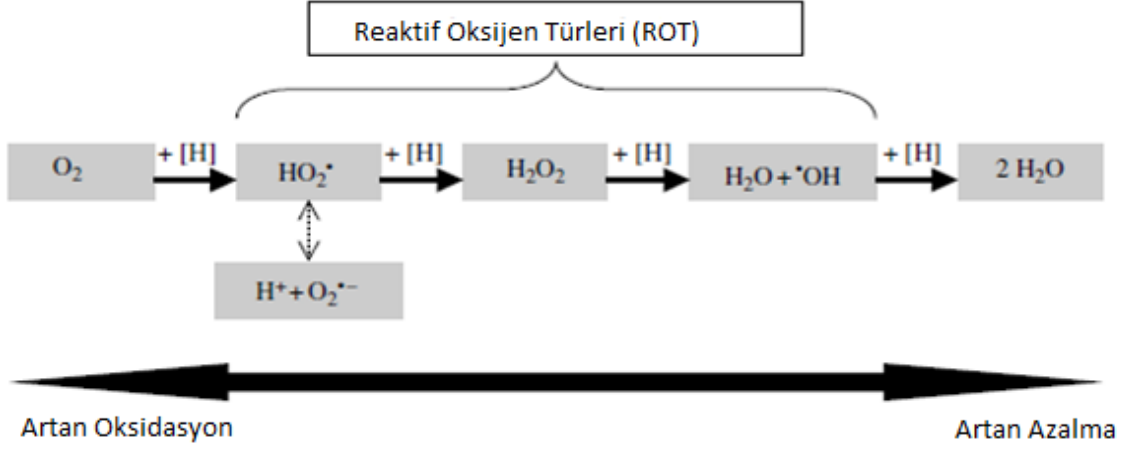 Reaktif Oksijen Türleri (ROT)
O₂ + [H] HO₂• + [H] H₂O₂ + [H] H₂O + •OH + [H] 2 H₂O
H⁺ + O₂•⁻
Artan Oksidasyon Artan Azalma